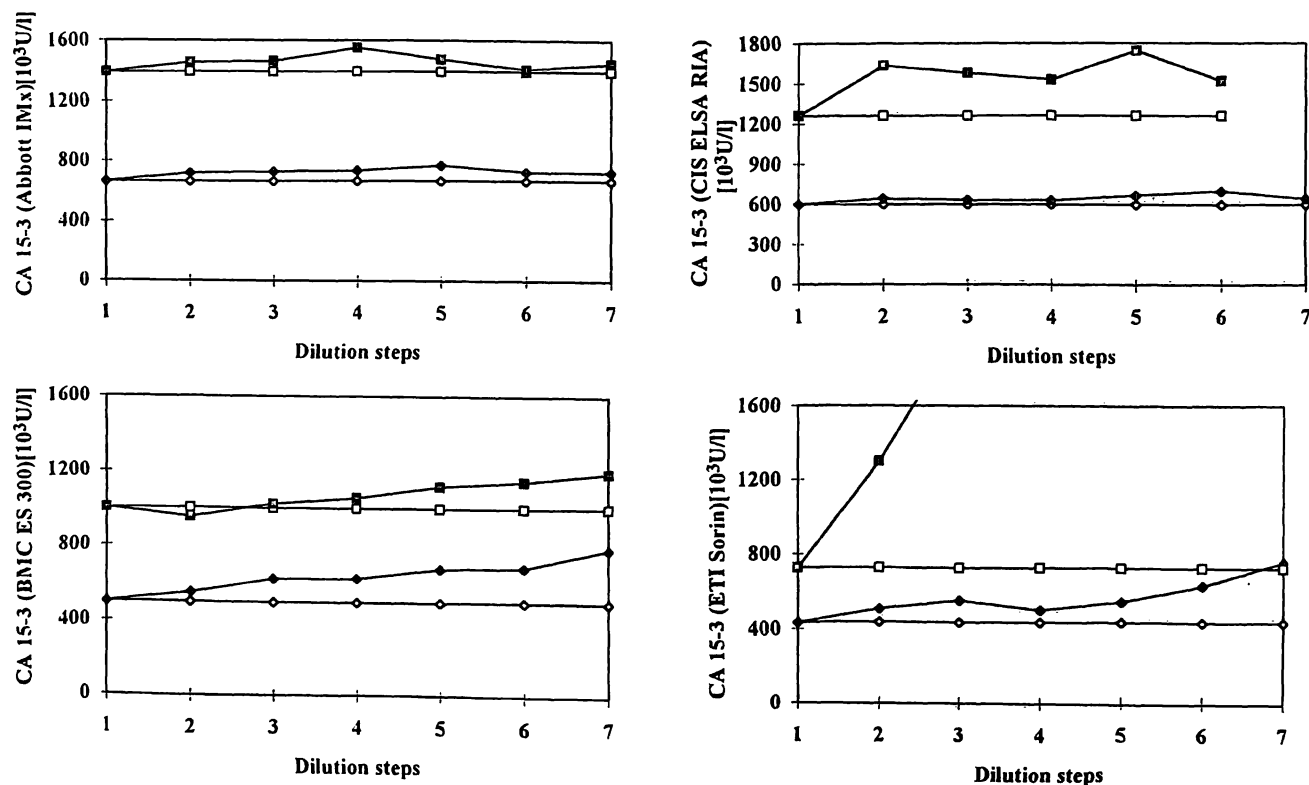 CA 15-3 (Abbott IMx)[10³U/l]
1600
1200
800
400
0
1 2 3 4 5 6 7
Dilution steps
CA 15-3 (CIS ELSA RIA)
[10³U/l]
1800
1500
1200
900
600
300
0
1 2 3 4 5 6 7
Dilution steps
CA 15-3 (BMC ES 300)[10³U/l]
1600
1200
800
400
0
1 2 3 4 5 6 7
Dilution steps
CA 15-3 (ETI Sorin)[10³U/l]
1600
1200
800
400
0
1 2 3 4 5 6 7
Dilution steps